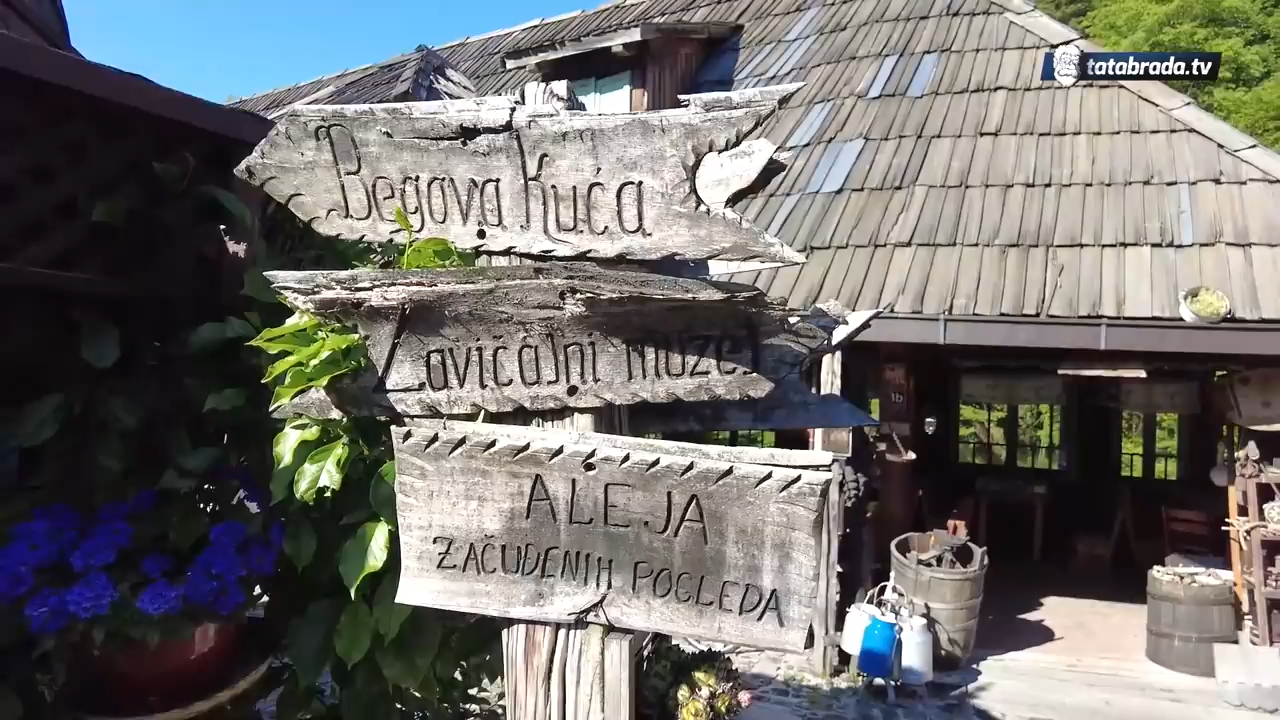 tatabrada.tv
Begova Kuća
Zavičajni muzej
ALEJA
ZAČUĐENIH POGLEDA